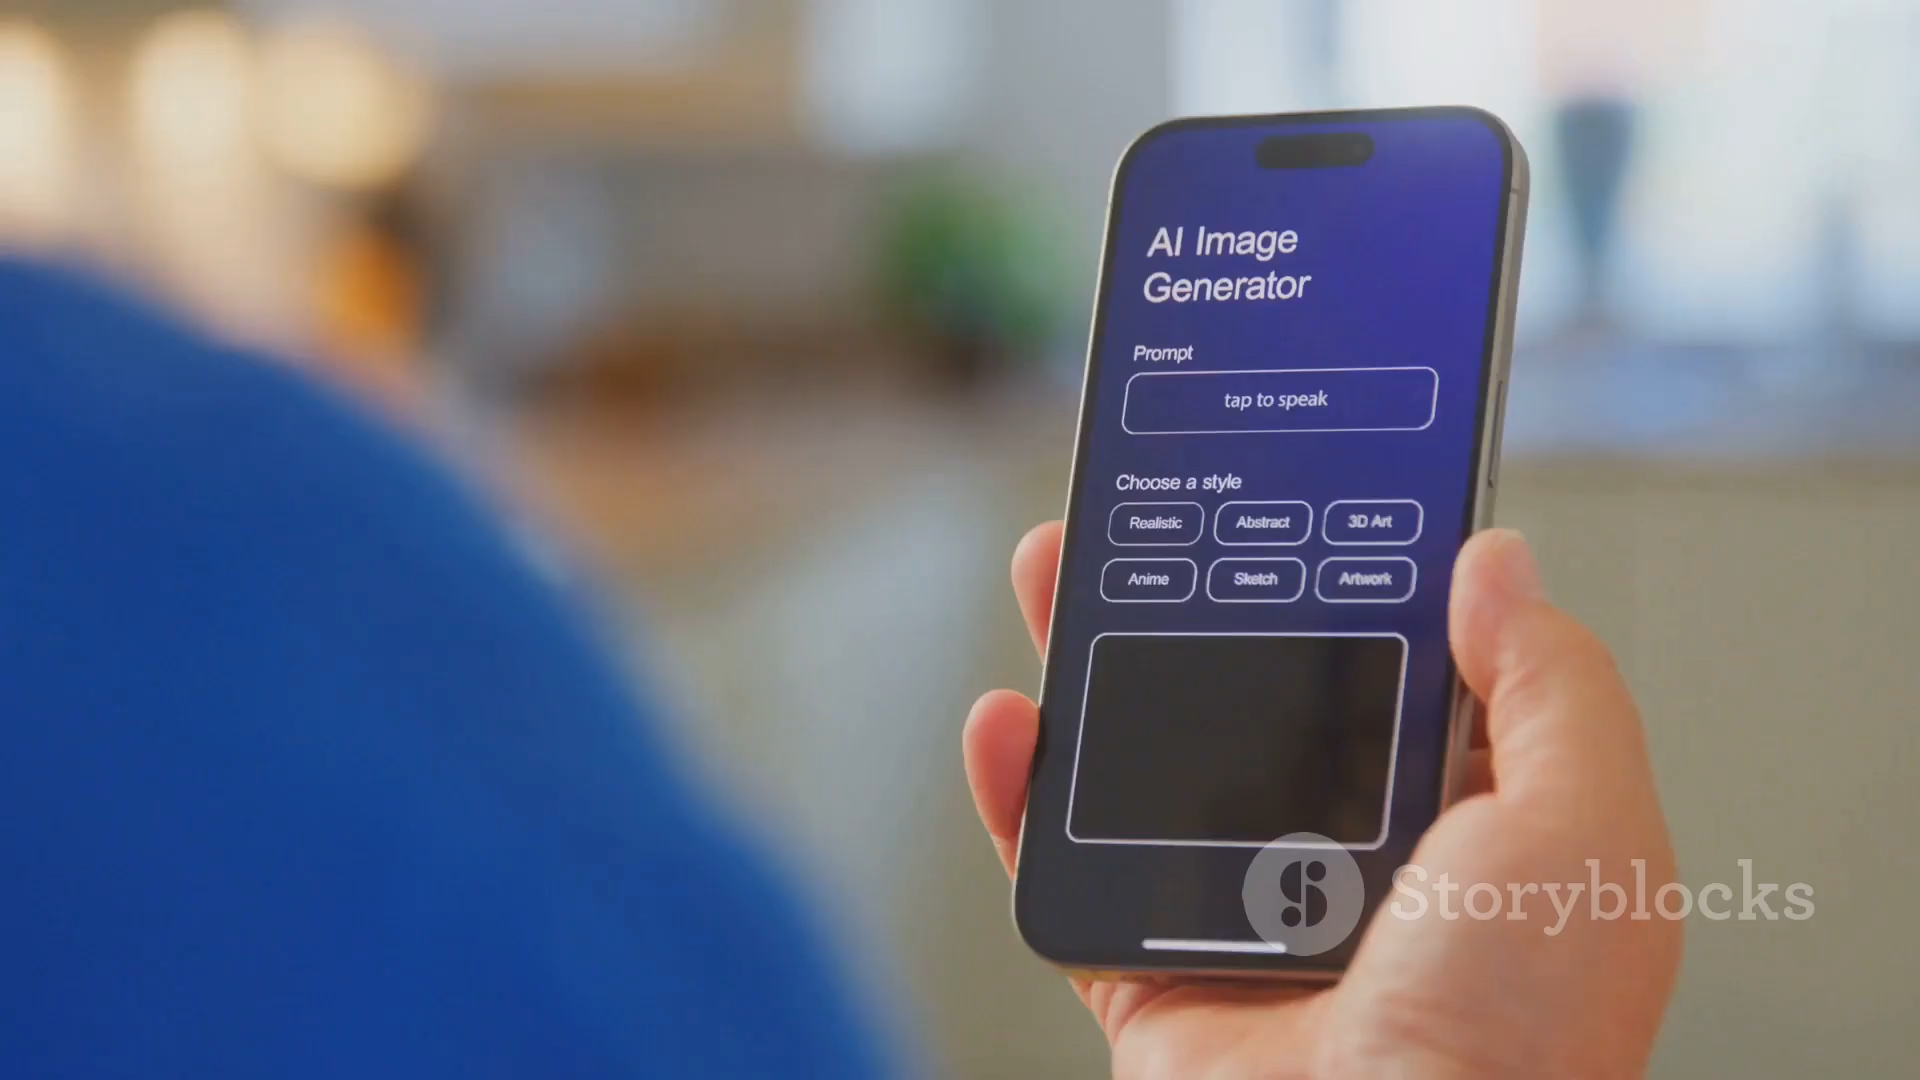 AI Image
Generator
Prompt
tap to speak
Choose a style
Realistic
Abstract
3D Art
Anime
Sketch
Artwork
Storyblocks